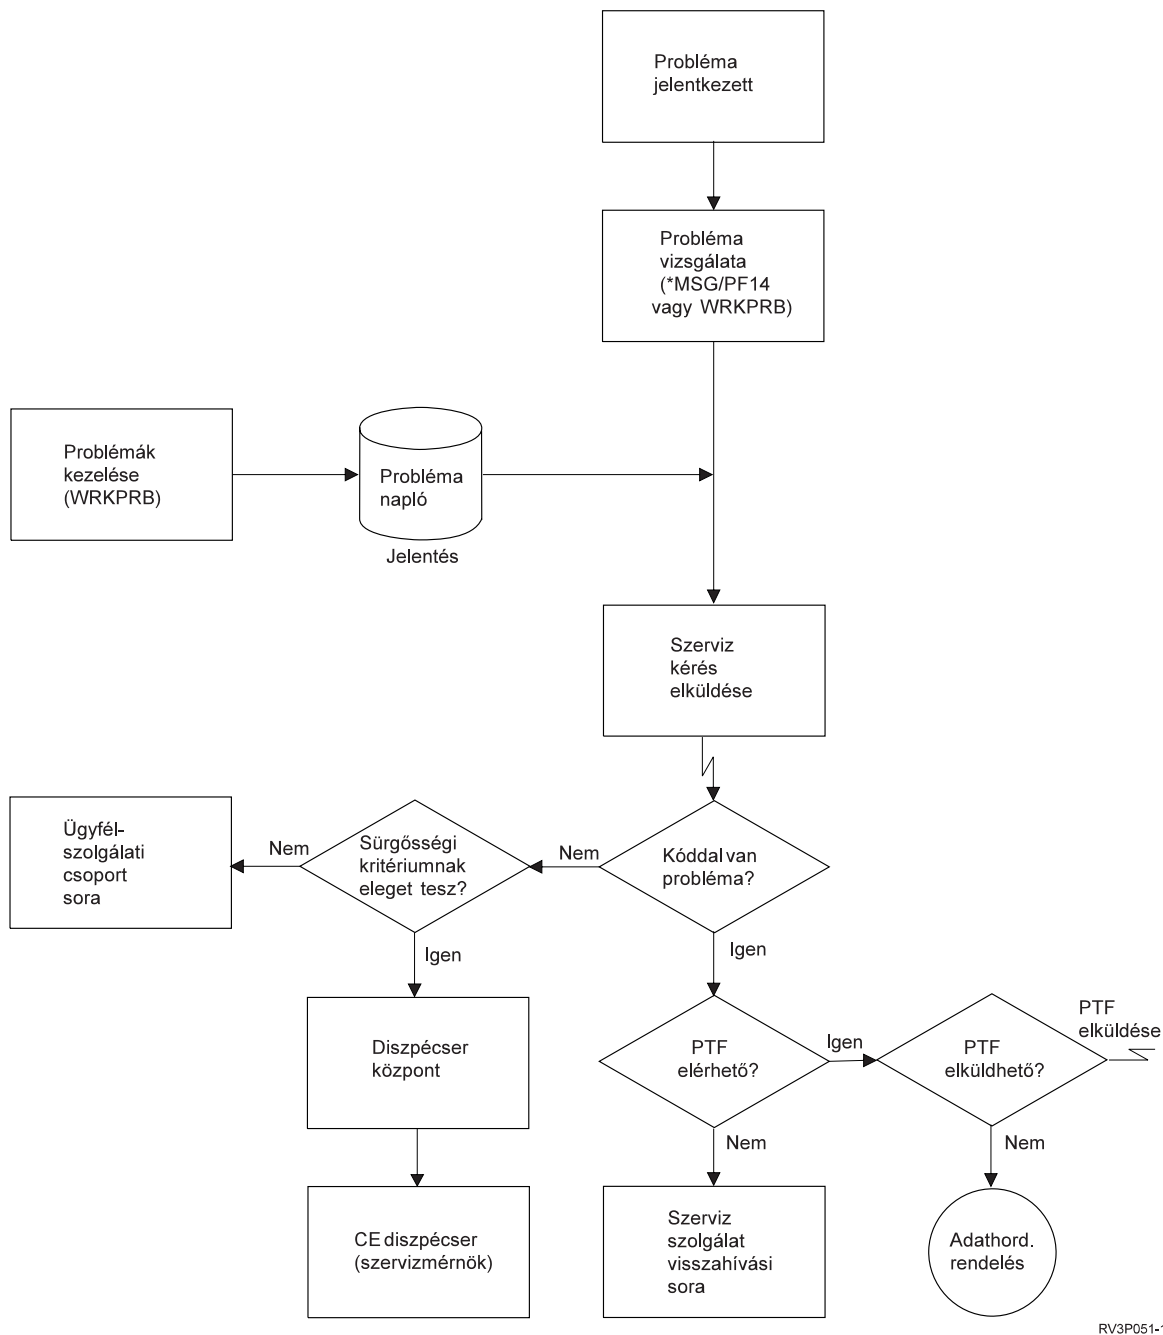 Probléma
jelentkezett
Probléma
vizsgálata
(*MSG/PF14
vagy WRKPRB)
Problémák
kezelése
(WRKPRB)
Probléma
napló
Jelentés
Szerviz
kérés
elküldése
Ügyfél-
szolgálati
csoport
sora
Nem
Sürgősségi
kritériumnak
eleget tesz?
Nem
Kóddal van
probléma?
Igen
Igen
Diszpécser
központ
PTF
elérhető?
Igen
PTF
elküldhető?
PTF
elküldése
Nem
Nem
CE diszpécser
(szervizmérnök)
Szerviz
szolgálat
visszahívási
sora
Adathord.
rendelés
RV3P051-1